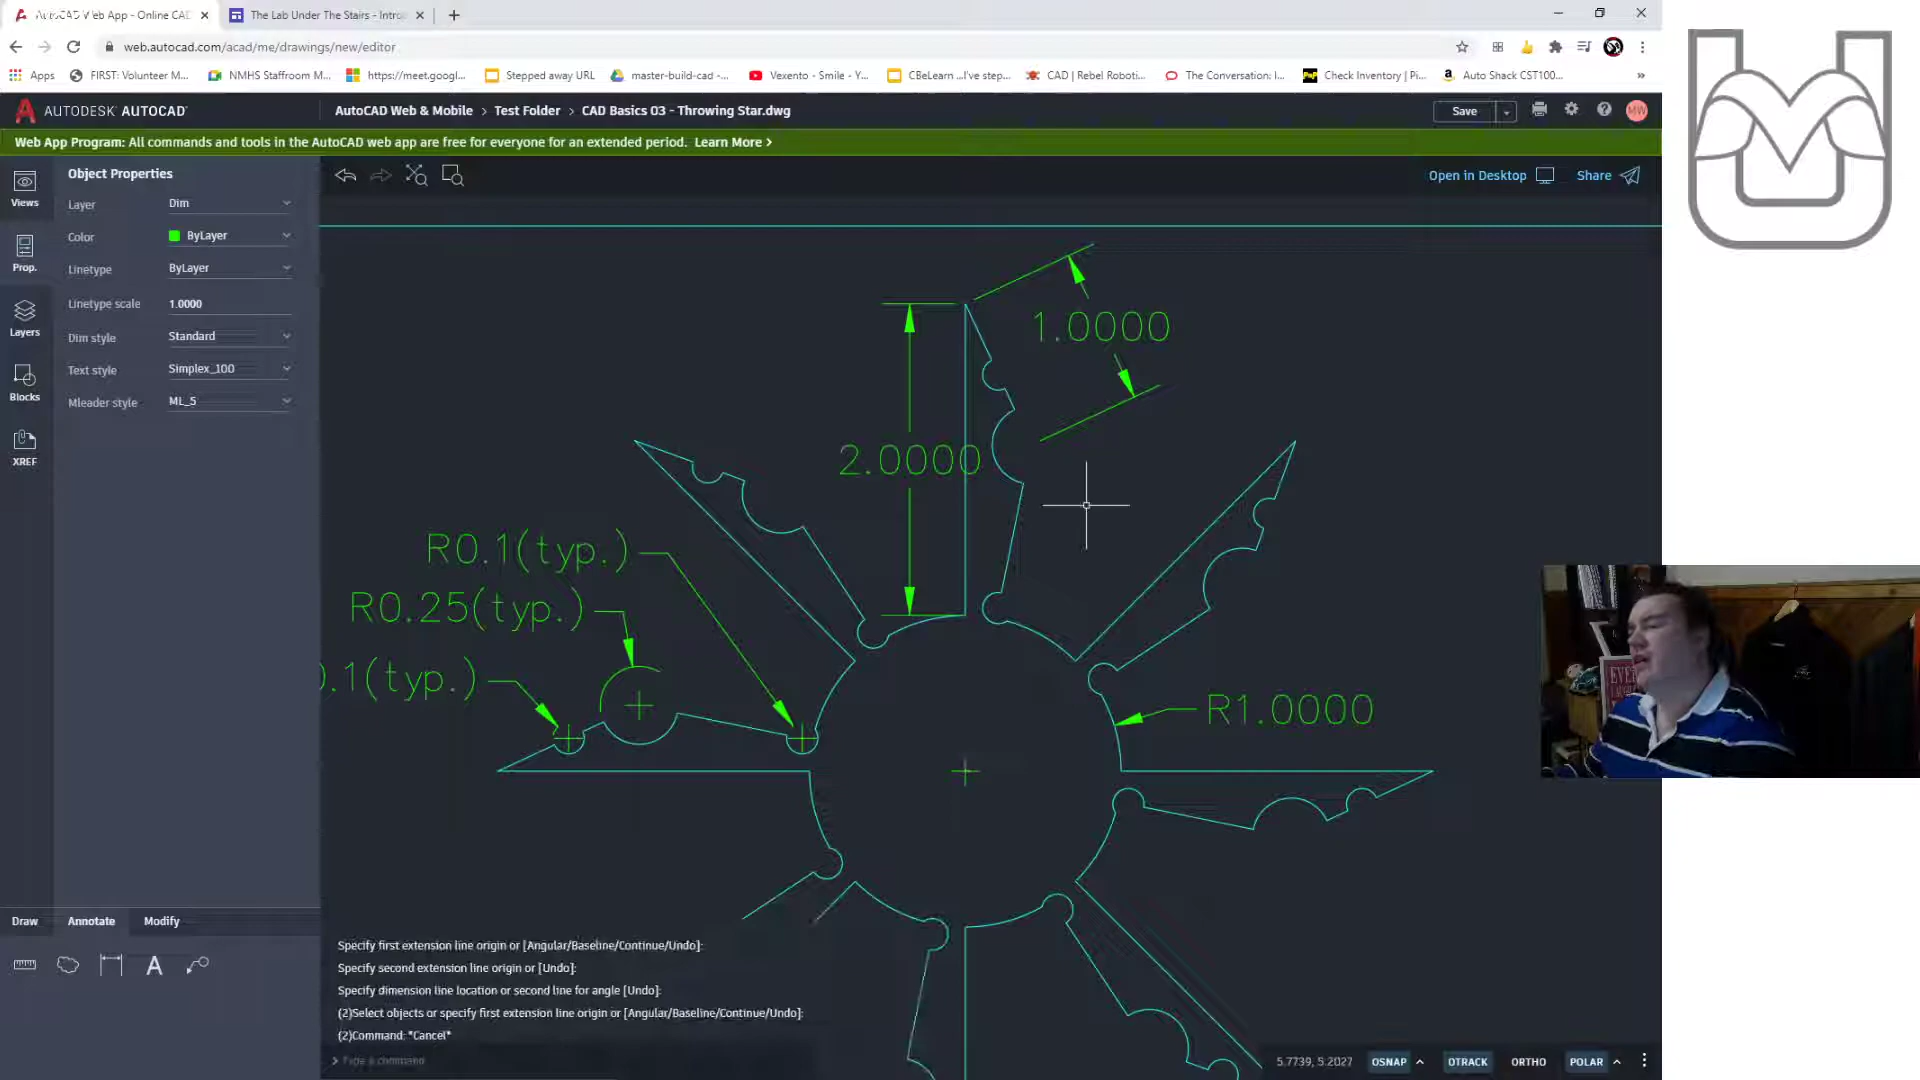 AutoCAD Web App - Online CAD
The Lab Under The Stairs - Introd
web.autocad.com/acad/me/drawings/new/editor
Apps
FIRST: Volunteer M...
NMHS Staffroom M...
https://meet.googl...
Stepped away URL
master-build-cad -...
Vexento - Smile - Y...
CBeLearn ...I've step...
CAD | Rebel Roboti...
The Conversation: I...
Check Inventory | Pi...
Auto Shack CST100...
AUTODESK AUTOCAD
AutoCAD Web & Mobile > Test Folder > CAD Basics 03 - Throwing Star.dwg
Save
MW
Web App Program: All commands and tools in the AutoCAD web app are free for everyone for an extended period. Learn More >
Views
Prop.
Layers
Blocks
XREF
Object Properties
Layer Dim
Color ByLayer
Linetype ByLayer
Linetype scale 1.0000
Dim style Standard
Text style Simplex_100
Mleader style ML_5
Open in Desktop
Share
1.0000
2.0000
R0.1(typ.)
R0.25(typ.)
.1(typ.)
R1.0000
Draw
Annotate
Modify
Specify first extension line origin or [Angular/Baseline/Continue/Undo]:
Specify second extension line origin or [Undo]:
Specify dimension line location or second line for angle [Undo]:
(2)Select objects or specify first extension line origin or [Angular/Baseline/Continue/Undo]:
(2)Command: *Cancel*
Type a command
5.7739, 5.2027
OSNAP
OTRACK
ORTHO
POLAR